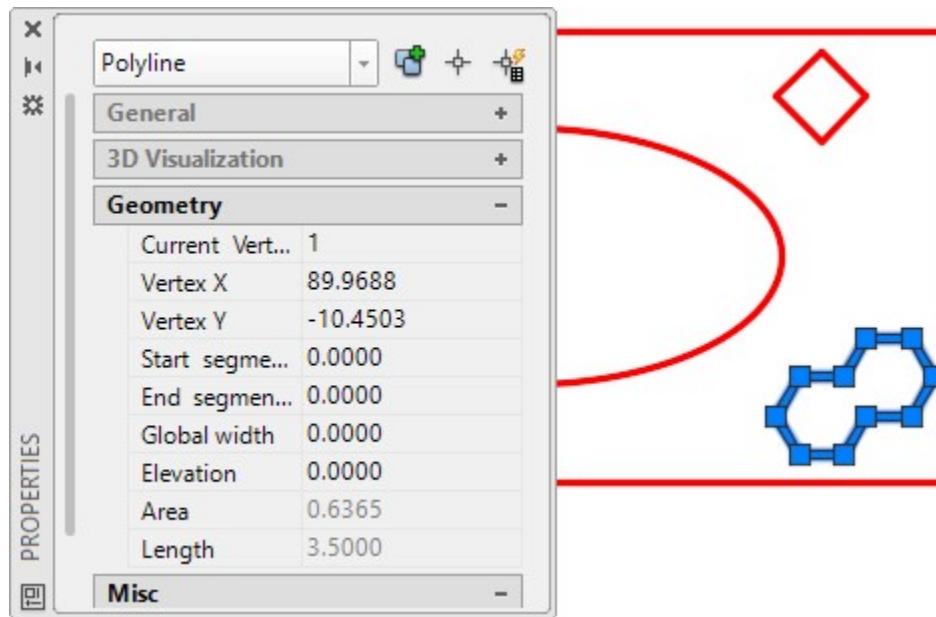 Polyline
General
3D Visualization
Geometry
Current Vert... 1
Vertex X 89.9688
Vertex Y -10.4503
Start segme... 0.0000
End segmen... 0.0000
Global width 0.0000
Elevation 0.0000
Area 0.6365
Length 3.5000
Misc
PROPERTIES